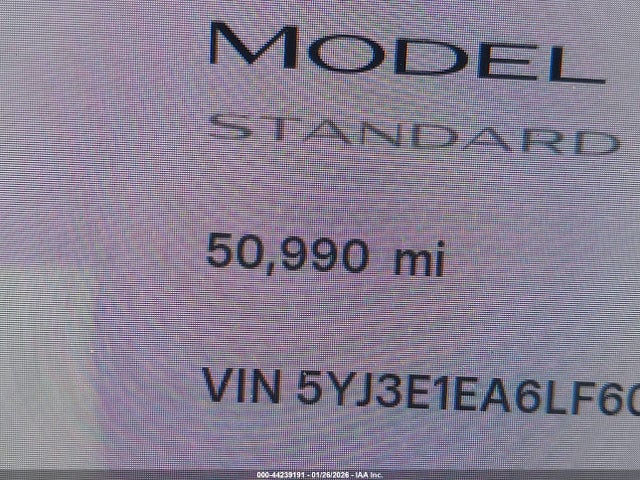 MODEL
STANDARD
50,990 mi
VIN 5YJ3E1EA6LF6
000-44239191 - 01/26/2026 - IAA Inc.